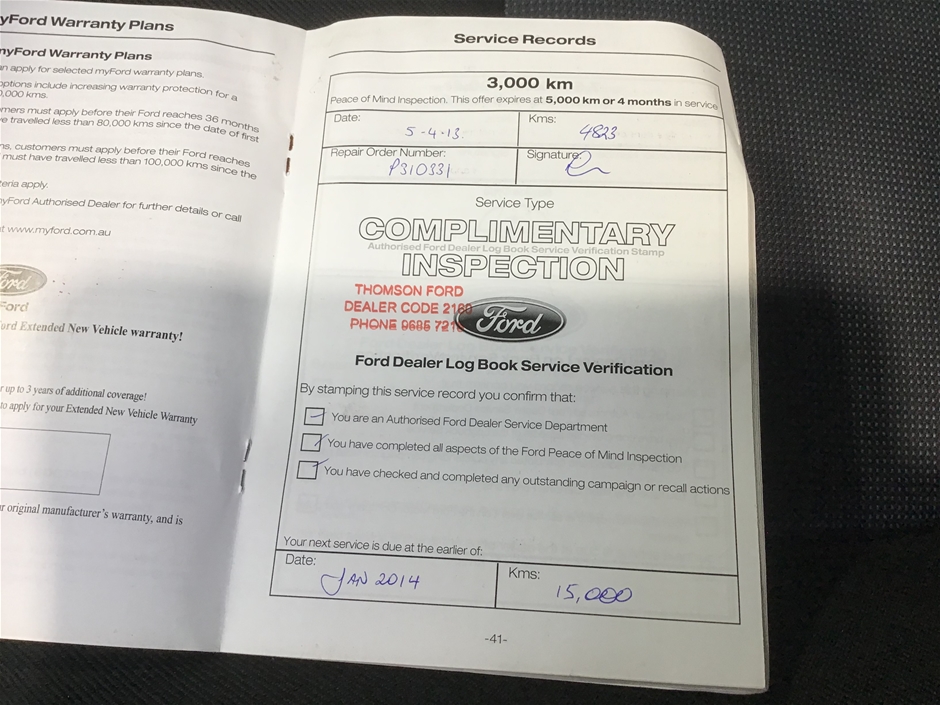 yFord Warranty Plans
myFord Warranty Plans
an apply for selected myFord warranty plans.
options include increasing warranty protection for a
0,000 kms.
omers must apply before their Ford reaches 36 months
e travelled less than 80,000 kms since the date of first
ns, customers must apply before their Ford reaches
must have travelled less than 100,000 kms since the
teria apply.
yFord Authorised Dealer for further details or call
t www.myford.com.au
Ford
Ford
ord Extended New Vehicle warranty!
r up to 3 years of additional coverage!
to apply for your Extended New Vehicle Warranty
r original manufacturer's warranty, and is
Service Records
3,000 km
Peace of Mind Inspection. This offer expires at 5,000 km or 4 months in service
Date: 5-4-13
Kms: 4823
Repair Order Number: P310331
Signature:
Service Type
COMPLIMENTARY
Authorised Ford Dealer Log Book Service Verification Stamp
INSPECTION
THOMSON FORD
DEALER CODE
PHONE
Ford
Ford Dealer Log Book Service Verification
By stamping this service record you confirm that:
You are an Authorised Ford Dealer Service Department
You have completed all aspects of the Ford Peace of Mind Inspection
You have checked and completed any outstanding campaign or recall actions
Your next service is due at the earlier of:
Date: JAN 2014
Kms: 15,000
-41-